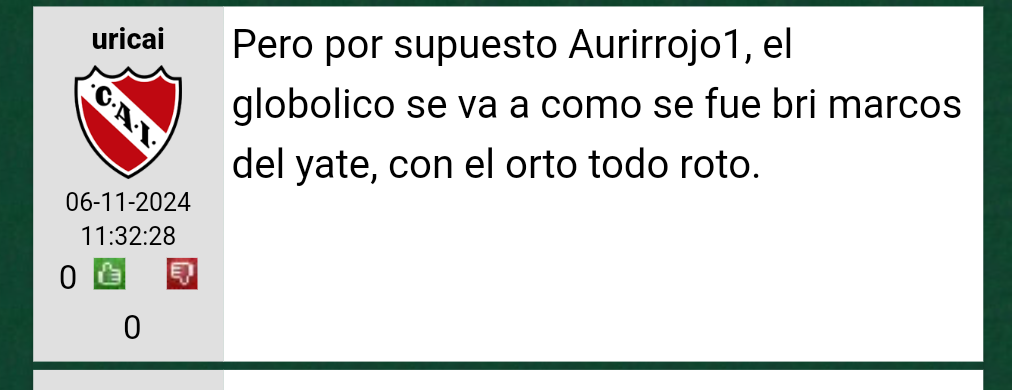 uricai
C.A.I.
06-11-2024
11:32:28
0
0
Pero por supuesto Aurirrojo1, el
globolico se va a como se fue bri marcos
del yate, con el orto todo roto.